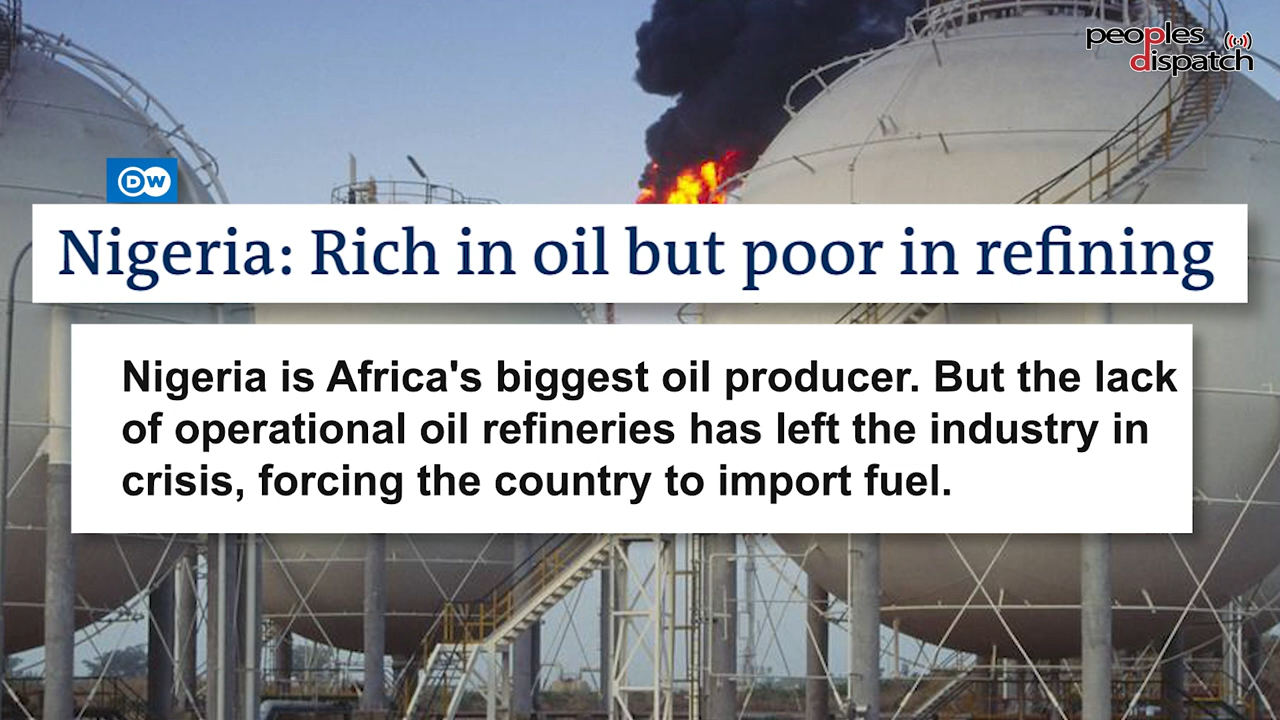 peoples
dispatch
DW
Nigeria: Rich in oil but poor in refining
Nigeria is Africa's biggest oil producer. But the lack
of operational oil refineries has left the industry in
crisis, forcing the country to import fuel.